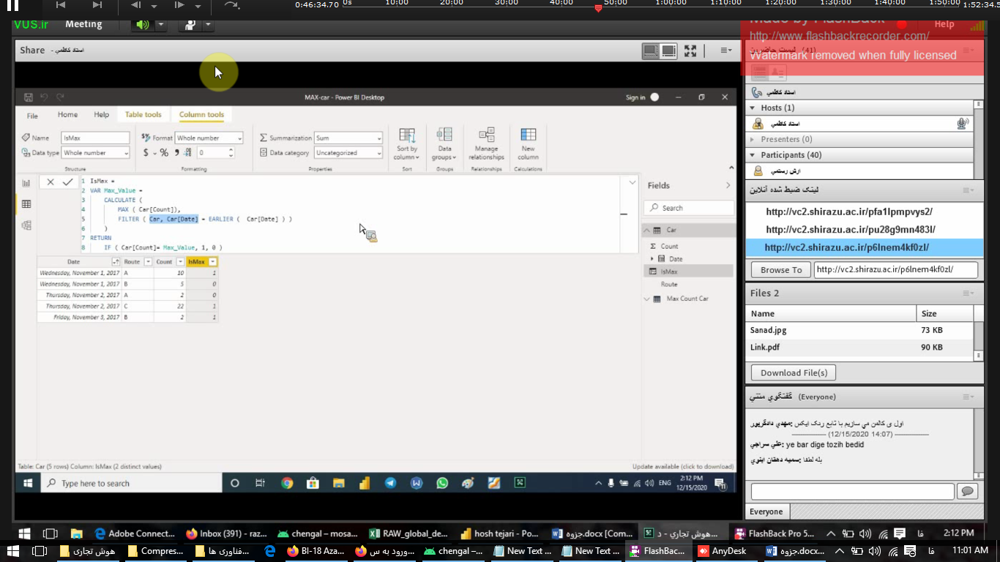 0:46:34.70 0s 10:00 20:00 30:00 40:00 50:00 1:00:00 1:10:00 1:20:00 1:30:00 1:40:00 1:50:00 1:52:34.5
VUS.ir Meeting
Made by FlashBack
Help
http://www.flashbackrecorder.com/
Watermark removed when fully licensed
لیست حاضرین (41)
Share - استاد کاظمي
استاد کاظمي
Hosts (1)
استاد کاظمي
Presenters (0)
Participants (40)
ارش رستمي
MAX-car - Power BI Desktop
Sign in
File Home Help Table tools Column tools
Name IsMax
Format Whole number
Summarization Sum
Data type Whole number
$ % 0
Data category Uncategorized
Sort by column
Data groups
Manage relationships
New column
Structure Formatting Properties Sort Groups Relationships Calculations
1 IsMax =
2 VAR Max_Value =
3 CALCULATE (
4 MAX ( Car[Count]),
5 FILTER ( Car, Car[Date] = EARLIER ( Car[Date] ) )
6 )
7 RETURN
8 IF ( Car[Count]= Max_Value, 1, 0 )
Date Route Count IsMax
Wednesday, November 1, 2017 A 10 1
Wednesday, November 1, 2017 B 5 0
Thursday, November 2, 2017 A 2 0
Thursday, November 2, 2017 C 22 1
Friday, November 3, 2017 B 2 1
Fields
Search
Car
Count
Date
IsMax
Route
Max Count Car
Table: Car (5 rows) Column: IsMax (2 distinct values)
Update available (click to download)
Type here to search
ENG
2:12 PM
12/15/2020
لینک ضبط شده آنلاین
http://vc2.shirazu.ac.ir/pfa1lpmpvys2/
http://vc2.shirazu.ac.ir/pu28g9mn483l/
http://vc2.shirazu.ac.ir/p6lnem4kf0zl/
Browse To http://vc2.shirazu.ac.ir/p6lnem4kf0zl/
Files 2
Name Size
Sanad.jpg 73 KB
Link.pdf 90 KB
Download File(s)
گفتگوي متني (Everyone)
مهدي دادگرپور: اول ی کالمن مي سازيم با تابع رنک ايکس
(12/15/2020 14:07)
علي سراجي: ye bar dige tozih bedid
سميه دهقان ابنوي: بله لطفا
Everyone
Adobe Connect... Inbox (391) - raz... chengal – mosa... RAW_global_de... hosh tejari - Po... جزوه.docx [Com... هوش تجاري - د... FlashBack Pro 5... فا 2:12 PM
هوش تجاری Compres... فناوری ها... BI-18 Aza... ورود به س... chengal –... New Text ... New Text ... FlashBac... AnyDesk جزوه.docx... فا 11:01 AM